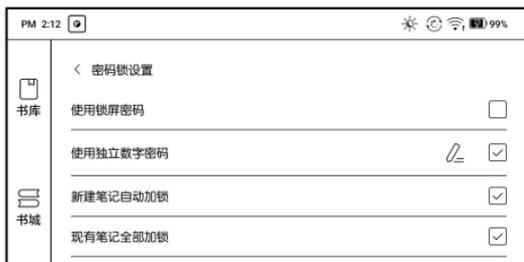 PM 2:12 99%
密码锁设置
书库
使用锁屏密码
使用独立数字密码
新建笔记自动加锁
书城
现有笔记全部加锁